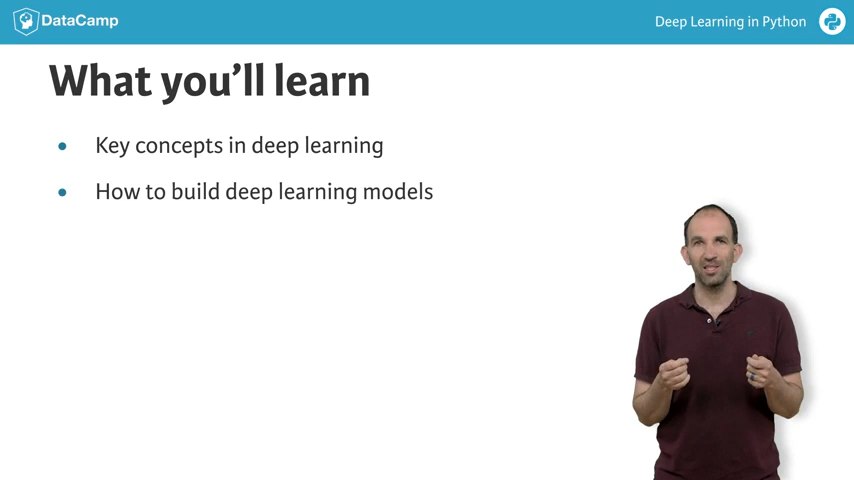 DataCamp
Deep Learning in Python
What you'll learn
• Key concepts in deep learning
• How to build deep learning models